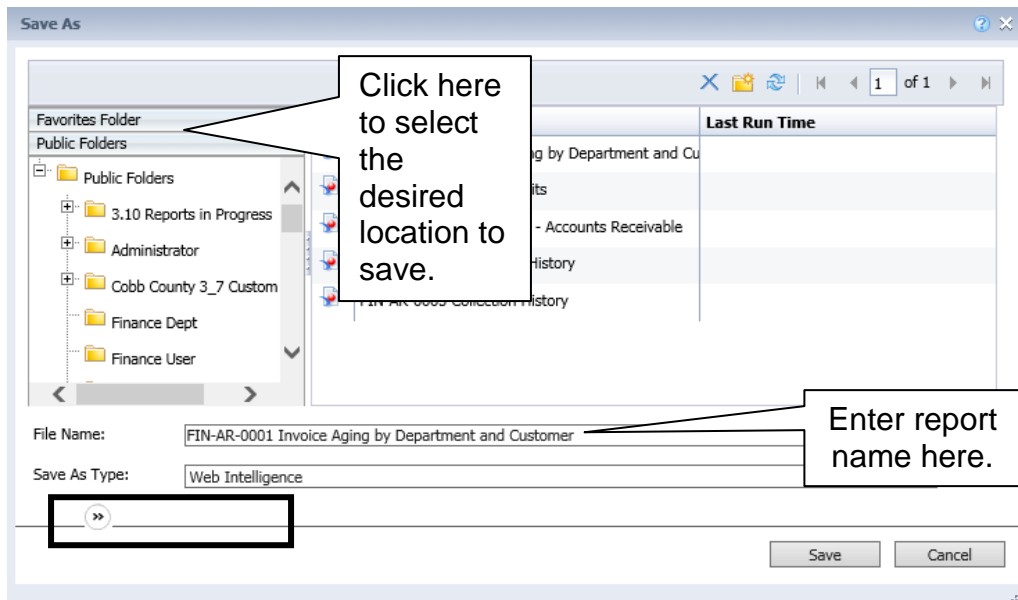 Save As
1 of 1
Click here
to select
the
desired
location to
save.
Favorites Folder
Public Folders
Last Run Time
Public Folders
3.10 Reports in Progress
Administrator
Cobb County 3_7 Custom
Finance Dept
Finance User
by Department and
- Accounts Receivable
History
History
File Name:
FIN-AR-0001 Invoice Aging by Department and Customer
Enter report
name here.
Save As Type:
Web Intelligence
Save
Cancel